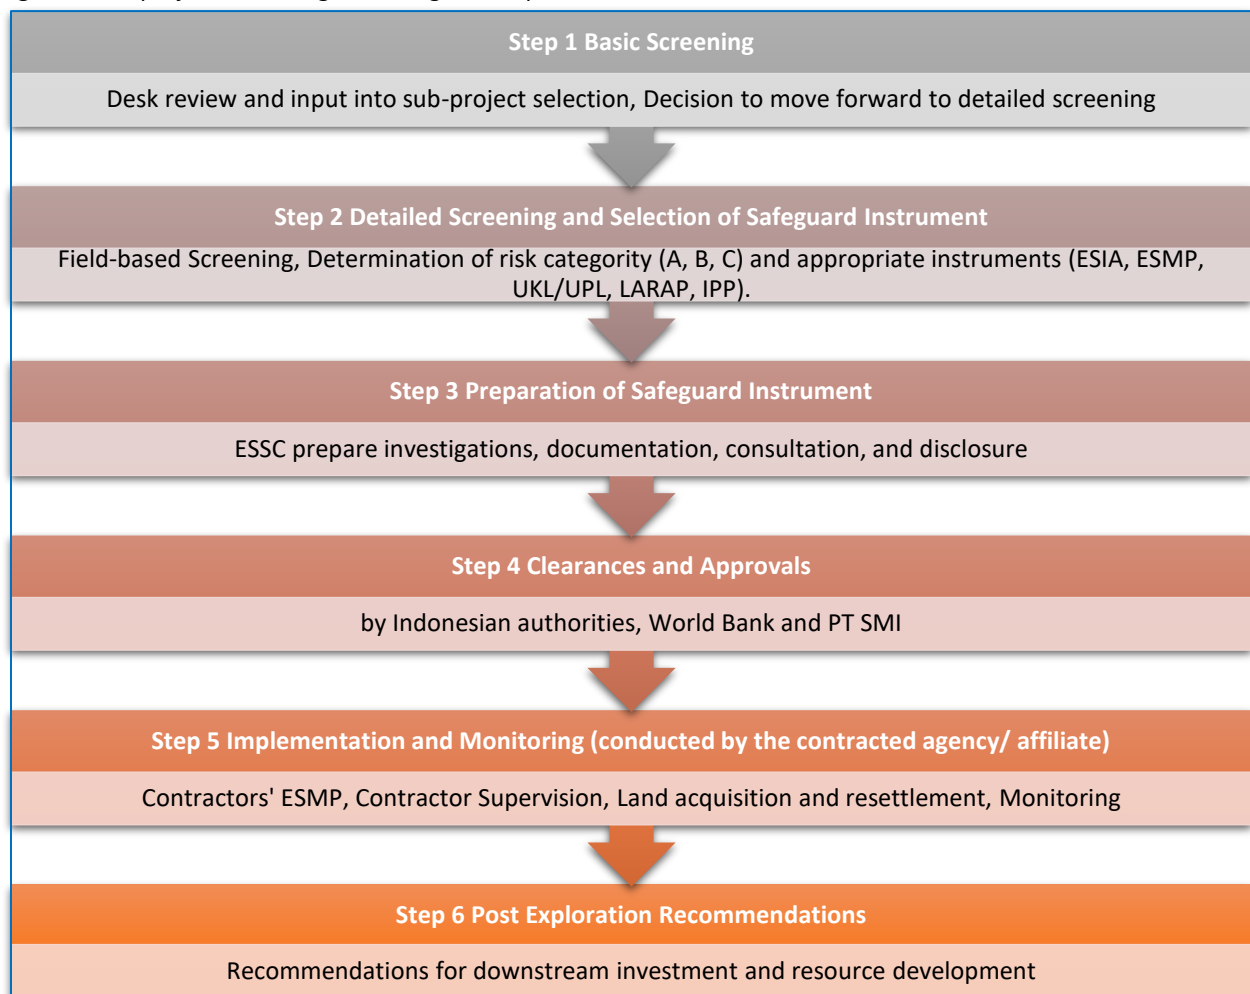 Step 1 Basic Screening
Desk review and input into sub-project selection, Decision to move forward to detailed screening
Step 2 Detailed Screening and Selection of Safeguard Instrument
Field-based Screening, Determination of risk categority (A, B, C) and appropriate instruments (ESIA, ESMP,
UKL/UPL, LARAP, IPP).
Step 3 Preparation of Safeguard Instrument
ESSC prepare investigations, documentation, consultation, and disclosure
Step 4 Clearances and Approvals
by Indonesian authorities, World Bank and PT SMI
Step 5 Implementation and Monitoring (conducted by the contracted agency/ affiliate)
Contractors' ESMP, Contractor Supervision, Land acquisition and resettlement, Monitoring
Step 6 Post Exploration Recommendations
Recommendations for downstream investment and resource development